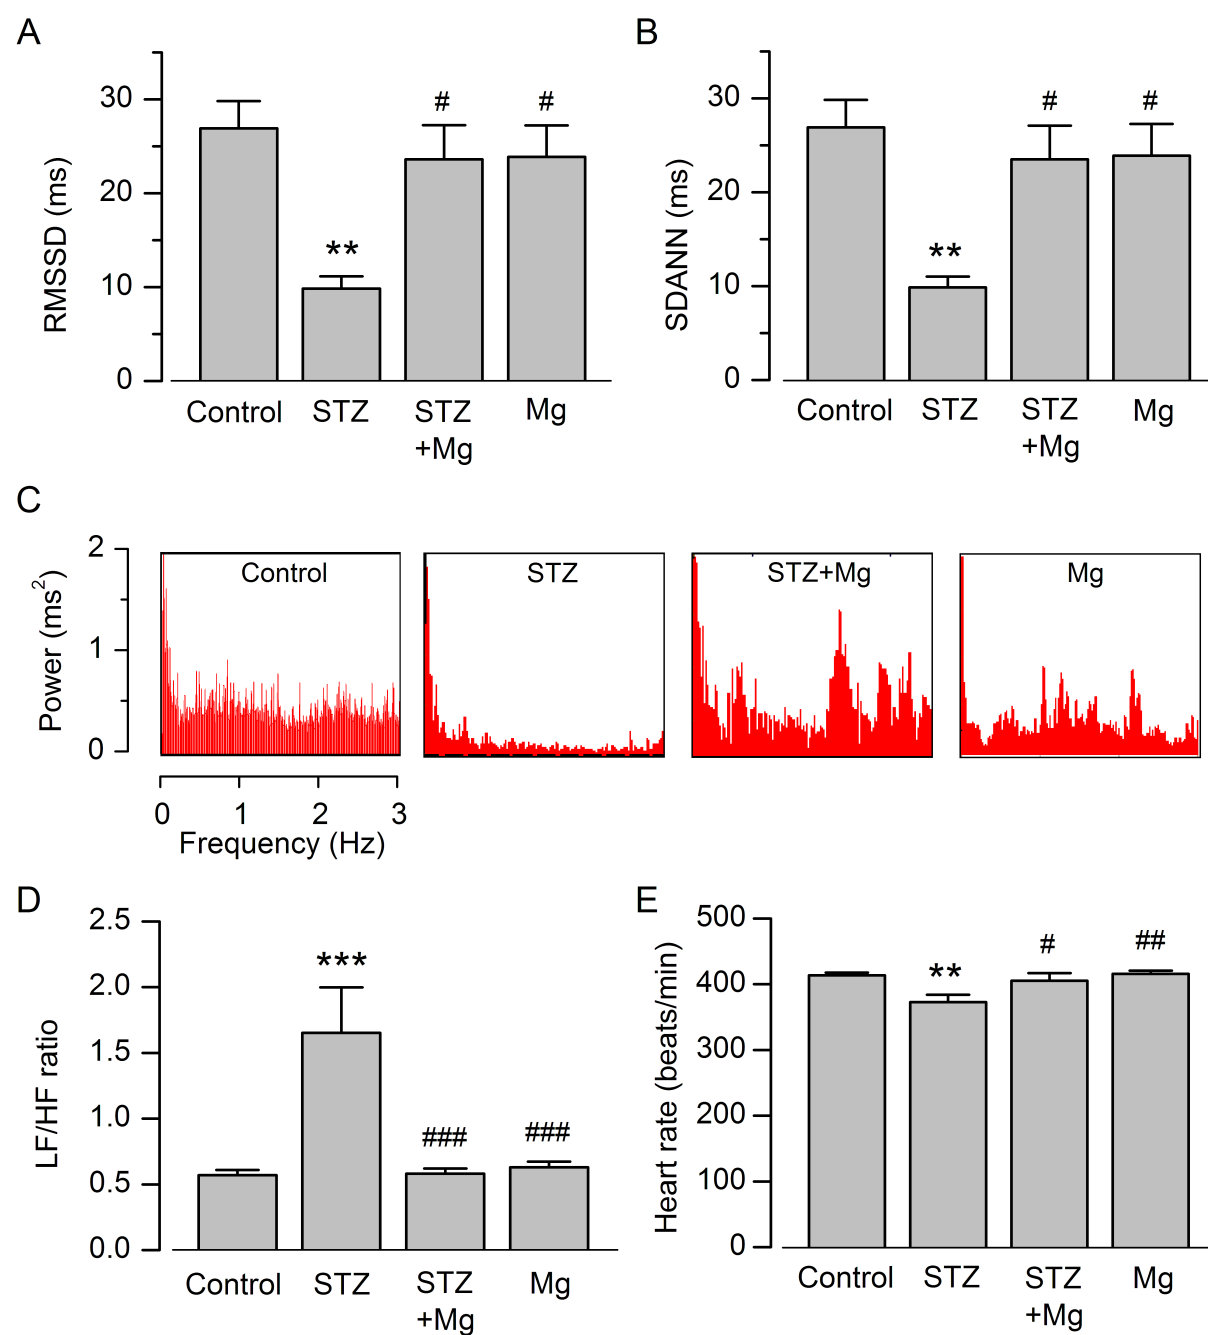 A
RMSSD (ms)
30
20
10
0
#
#
**
Control
STZ
STZ
+Mg
Mg
B
SDANN (ms)
30
20
10
0
#
#
**
Control
STZ
STZ
+Mg
Mg
C
Power (ms²)
2
1
0
Control
STZ
STZ+Mg
Mg
0
1
2
3
Frequency (Hz)
D
LF/HF ratio
2.5
2.0
1.5
1.0
0.5
0.0
***
###
###
Control
STZ
STZ
+Mg
Mg
E
Heart rate (beats/min)
500
400
300
200
100
0
**
#
##
Control
STZ
STZ
+Mg
Mg